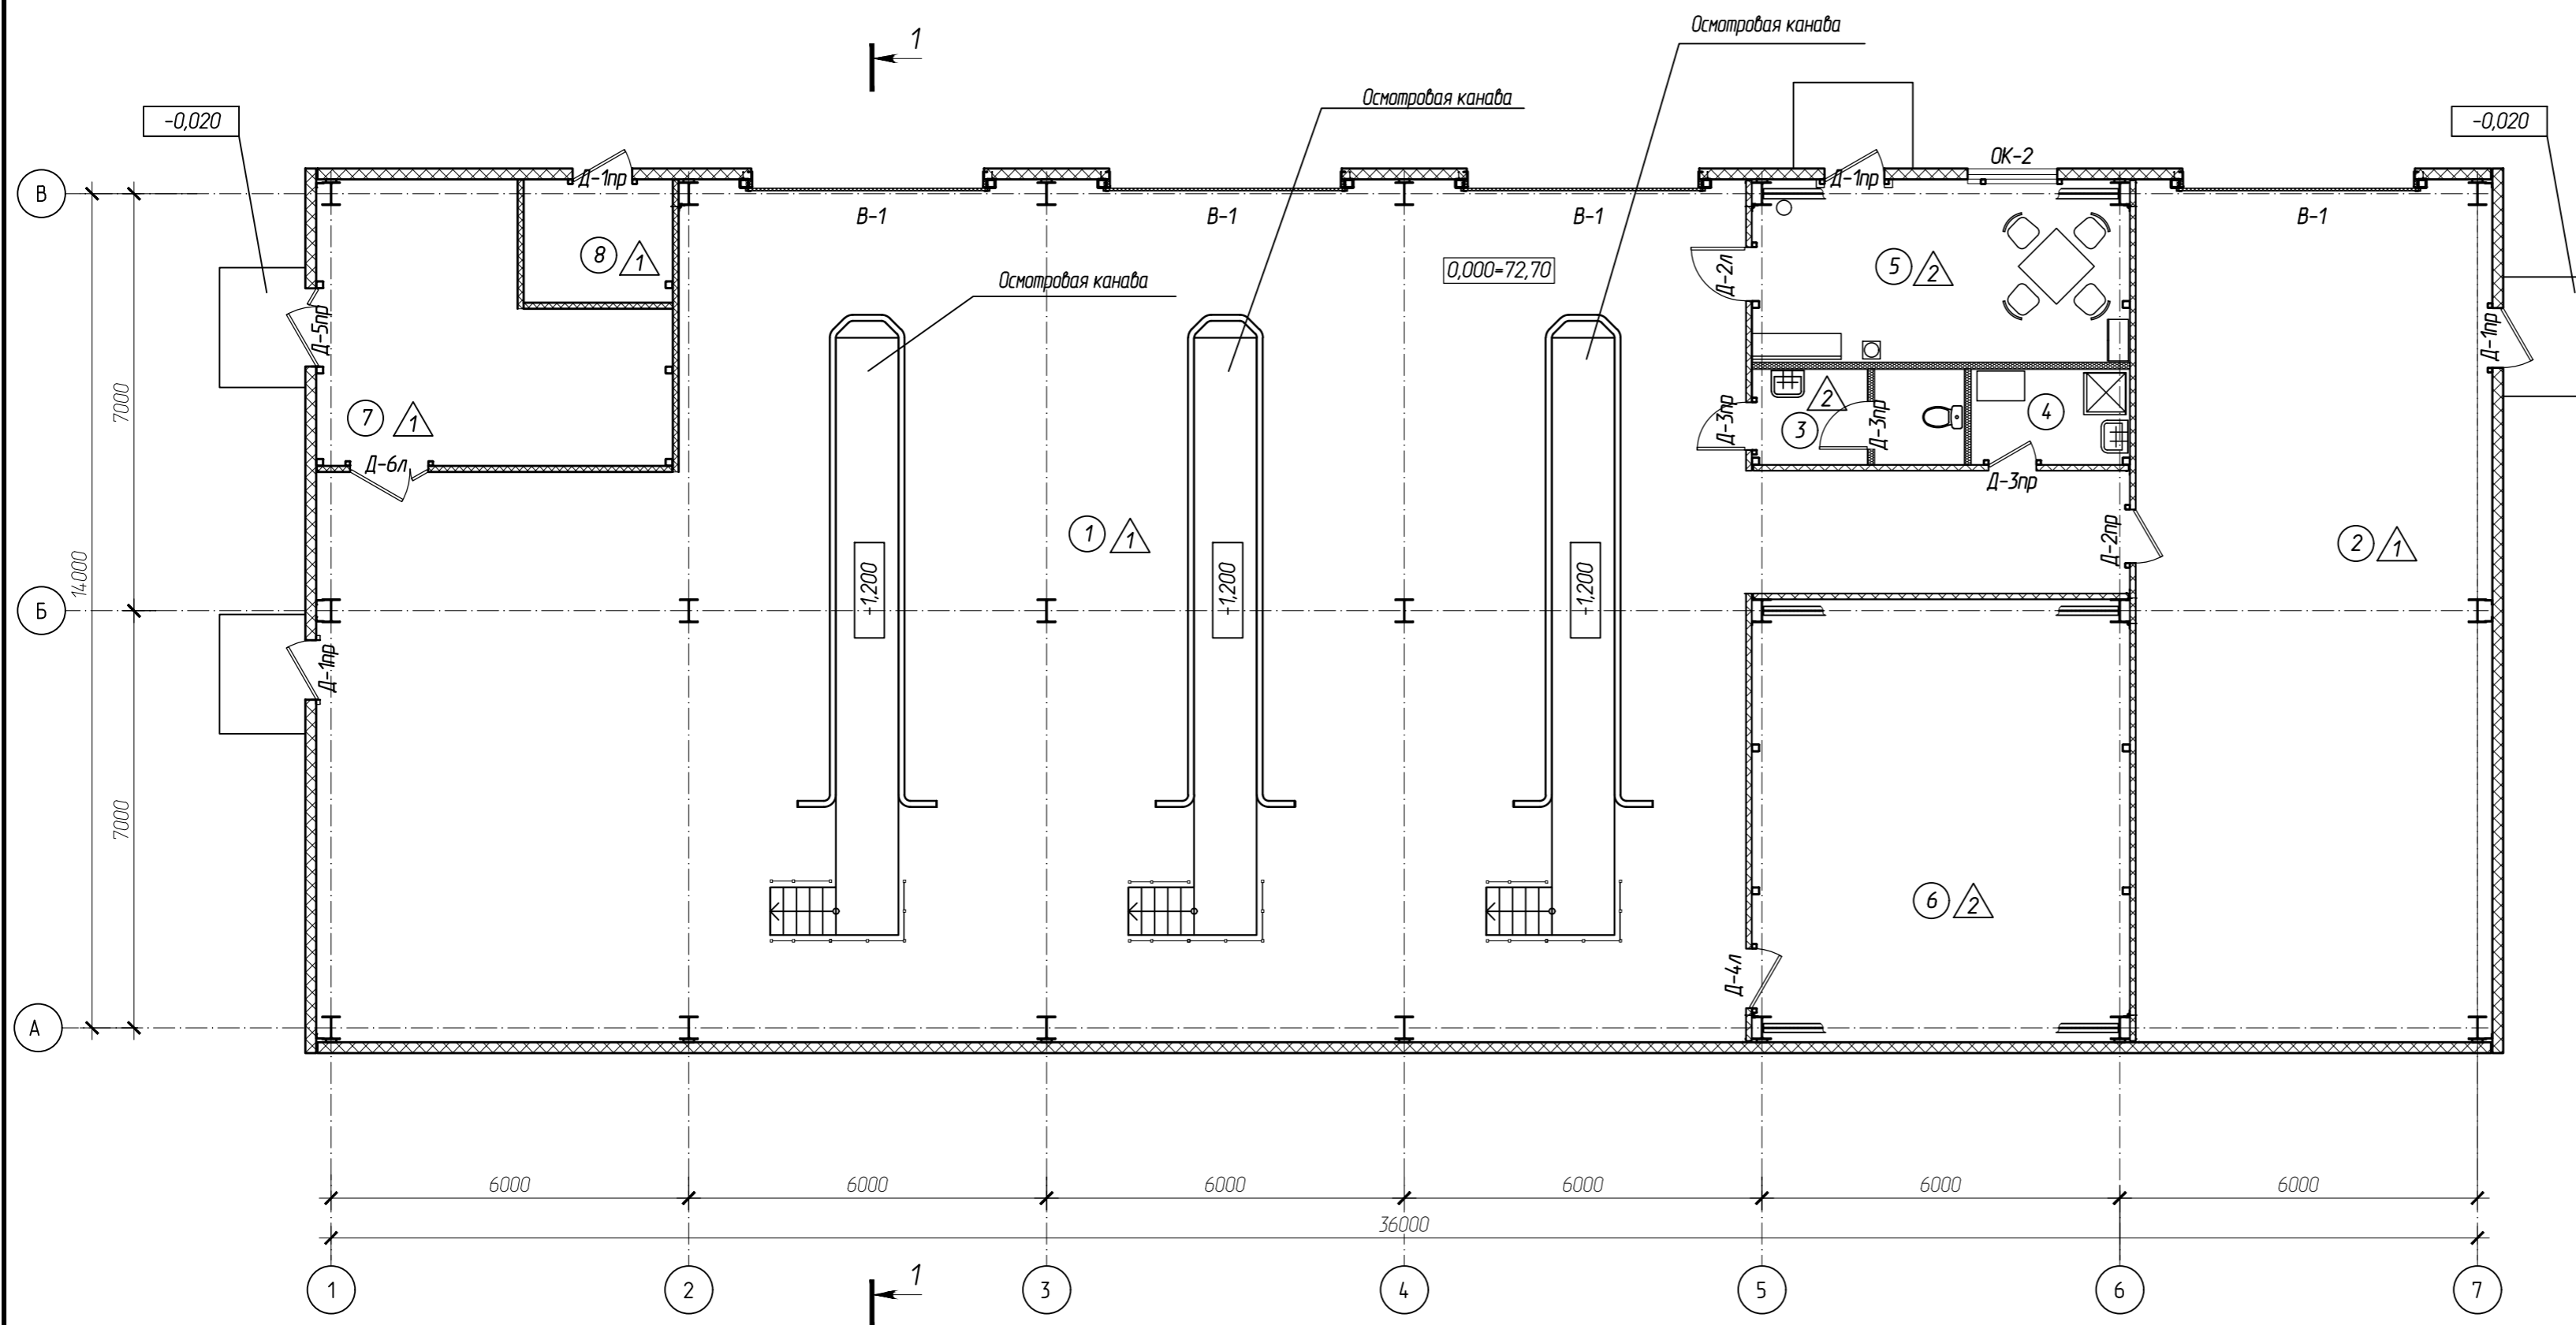 1
Осмотровая канава
Осмотровая канава
-0,020
-0,020
В
Д-1пр
Д-1пр
ОК-2
В-1
В-1
В-1
В-1
8
1
5
2
0,000=72,70
Осмотровая канава
Д-2л
Д-5пр
Д-1пр
7000
7
1
Д-6л
2
3
Д-3пр
Д-3пр
4
Д-3пр
14000
1
1
-1,200
-1,200
-1,200
Д-2пр
2
1
Б
Д-1пр
7000
6
2
Д-4л
А
6000
6000
6000
6000
6000
6000
36000
1
1
2
3
4
5
6
7